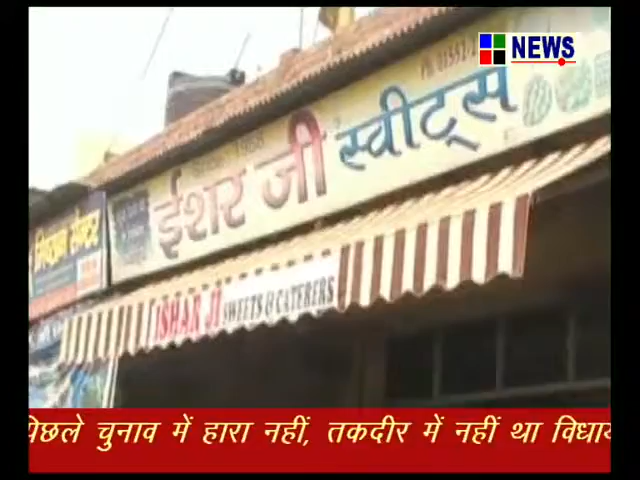 NEWS
ईशर जी स्वीट्स
ISHAR JI SWEETS & CATERERS
पिछले चुनाव में हारा नहीं, तकदीर में नहीं था विधाय